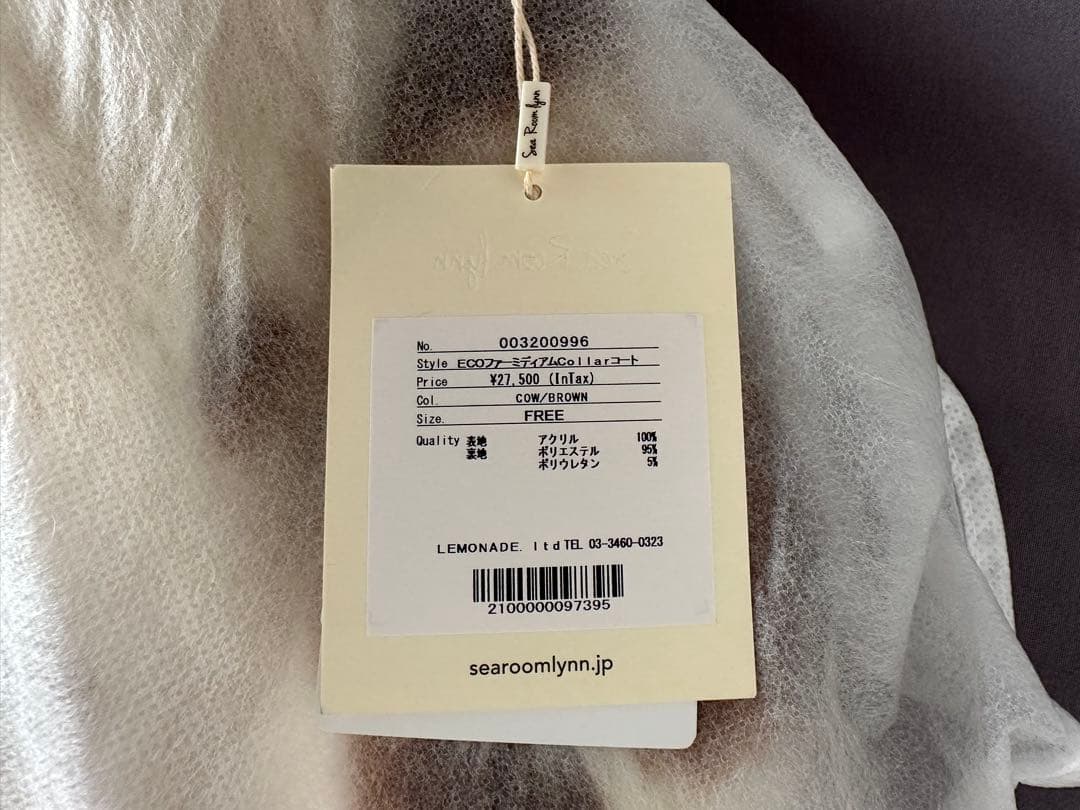 Sea Room lynn
Sea Room lynn
No. 003200996
Style ECOファーミディアムCollarコート
Price ¥27,500 (InTax)
Col. COW/BROWN
Size. FREE
Quality 表地 アクリル 100%
裏地 ポリエステル 95%
ポリウレタン 5%
LEMONADE. ltd TEL 03-3460-0323
2100000097395
searoomlynn.jp